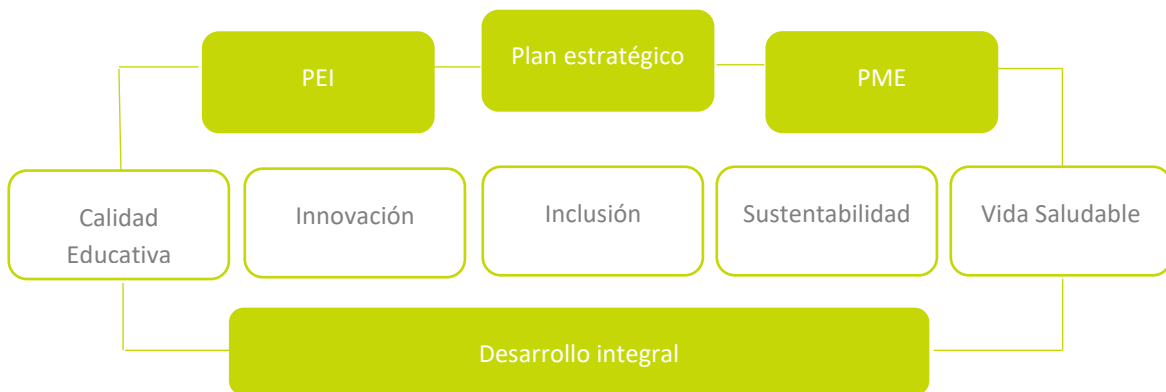 PEI
Plan estratégico
PME
Calidad
Educativa
Innovación
Inclusión
Sustentabilidad
Vida Saludable
Desarrollo integral